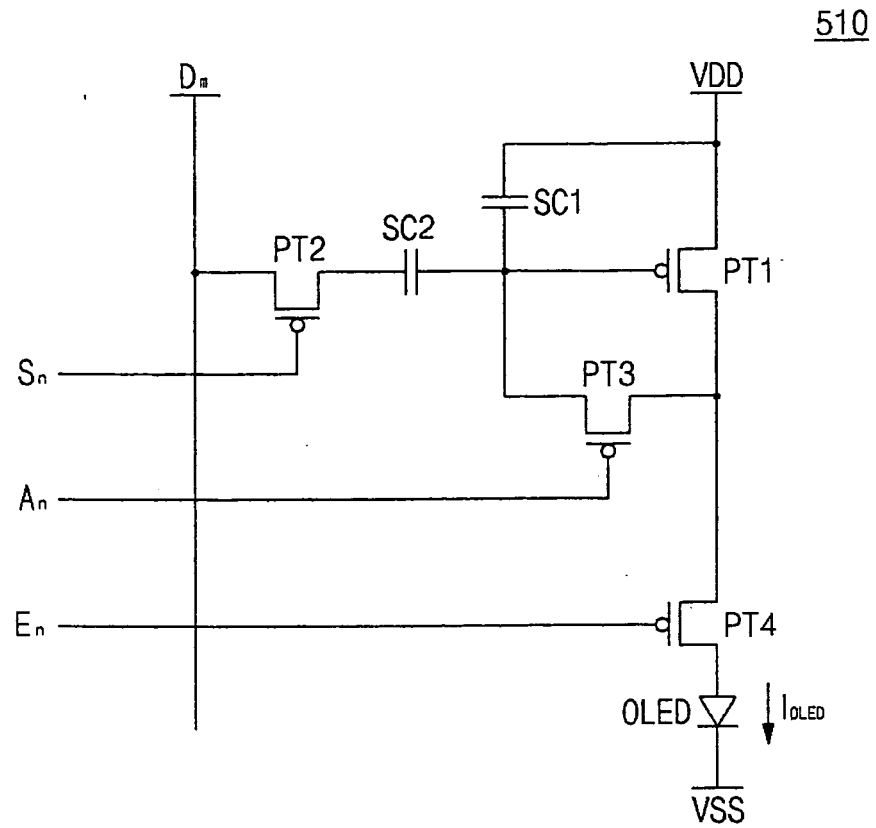 510
Dm
VDD
SC1
SC2
PT2
PT1
Sn
PT3
An
En
PT4
OLED
IOLED
VSS